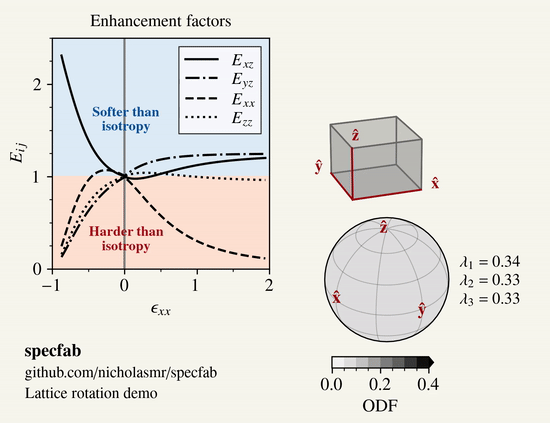 Enhancement factors
E_ij
2
1
0
−1
0
1
2
ϵ_xx
E_xz
E_yz
E_xx
E_zz
Softer than
isotropy
Harder than
isotropy
ẑ
ŷ
x̂
ẑ
x̂
ŷ
λ₁ = 0.34
λ₂ = 0.33
λ₃ = 0.33
0.0 0.2 0.4
ODF
specfab
github.com/nicholasmr/specfab
Lattice rotation demo